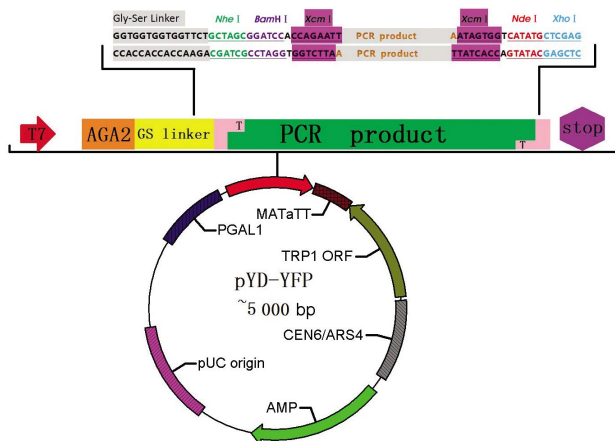 Gly-Ser Linker Nhe I BamH I Xcm I Xcm I Nde I Xho I
GGTGGTGGTGGTTCTGCTAGCGGATCCACCAGAATT PCR product AATAGTGGTCATATGCTCGAG
CCACCACCACCAAGACGATCGCCTAGGTGGTCTTAA PCR product TTATCACCAGTATACGAGCTC
T7 AGA2 GS linker T PCR product T stop
MATaTT
PGAL1
TRP1 ORF
pYD-YFP
~5 000 bp
CEN6/ARS4
pUC origin
AMP